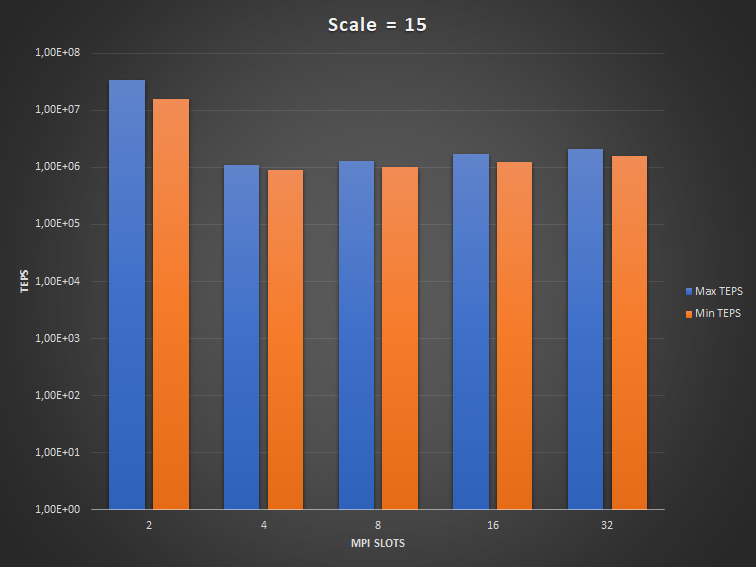 Scale = 15
1,00E+08
1,00E+07
1,00E+06
1,00E+05
1,00E+04
1,00E+03
1,00E+02
1,00E+01
1,00E+00
TEPS
2 4 8 16 32
MPI SLOTS
Max TEPS
Min TEPS